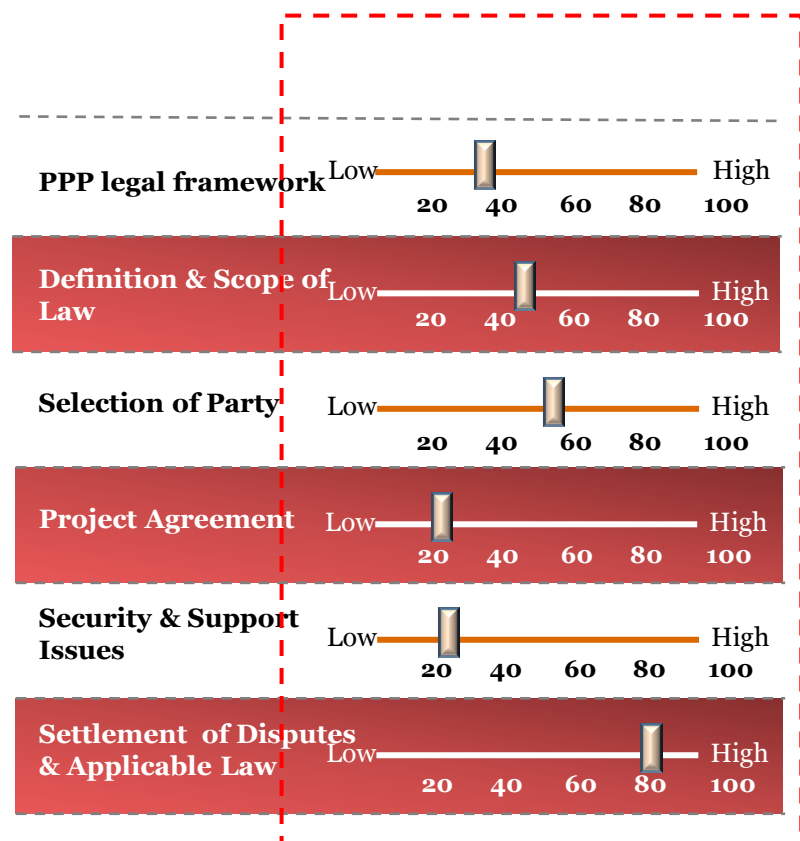 PPP legal framework Low High
20 40 60 80 100
Definition & Scope of
Law Low High
20 40 60 80 100
Selection of Party Low High
20 40 60 80 100
Project Agreement Low High
20 40 60 80 100
Security & Support
Issues Low High
20 40 60 80 100
Settlement of Disputes
& Applicable Law Low High
20 40 60 80 100